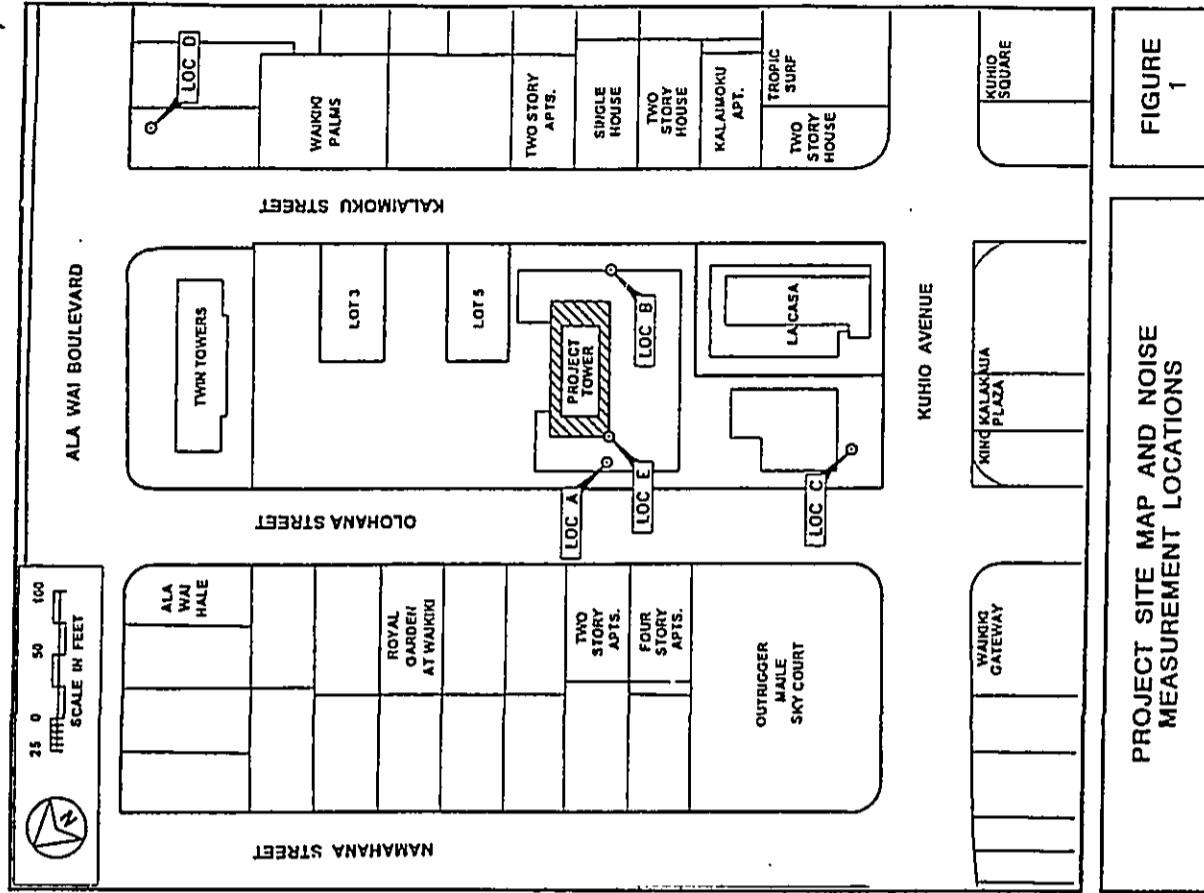 ALA WAI BOULEVARD
25 0 50 100
SCALE IN FEET
N
NAMAHANA STREET
OLOHANA STREET
KALAIMOKU STREET
KUHIO AVENUE
ALA
WAI
HALE
ROYAL
GARDEN
AT WAIKIKI
TWO
STORY
APTS.
FOUR
STORY
APTS.
OUTRIGGER
MAILE
SKY COURT
WAIKIKI
GATEWAY
TWIN TOWERS
LOT 3
LOT 5
PROJECT
TOWER
LOC A
LOC E
LOC B
LOC C
LA CASA
KING KALAKAUA
PLAZA
LOC D
WAIKIKI
PALMS
TWO STORY
APTS.
SINGLE
HOUSE
TWO
STORY
HOUSE
KALAIMOKU
APT.
TROPIC
SURF
TWO
STORY
HOUSE
KUHIO
SQUARE
PROJECT SITE MAP AND NOISE
MEASUREMENT LOCATIONS
FIGURE
1